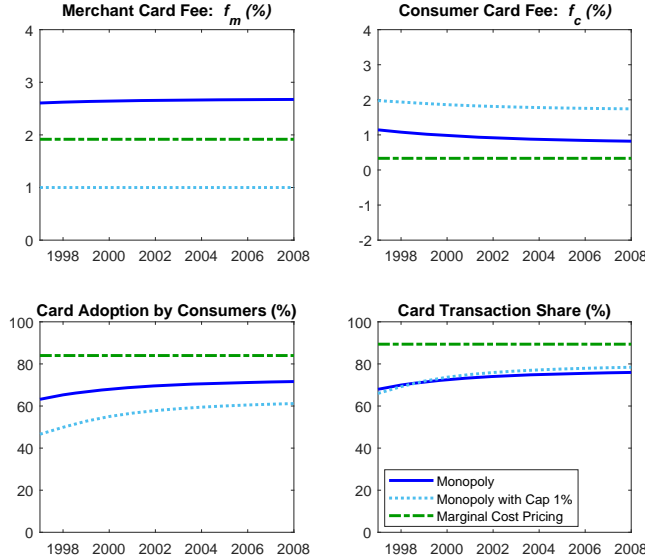 Merchant Card Fee: f_m (%)
4
3
2
1
0
1998 2000 2002 2004 2006 2008
Consumer Card Fee: f_c (%)
4
3
2
1
0
-1
-2
1998 2000 2002 2004 2006 2008
Card Adoption by Consumers (%)
100
80
60
40
20
0
1998 2000 2002 2004 2006 2008
Card Transaction Share (%)
100
80
60
40
20
0
1998 2000 2002 2004 2006 2008
Monopoly
Monopoly with Cap 1%
Marginal Cost Pricing